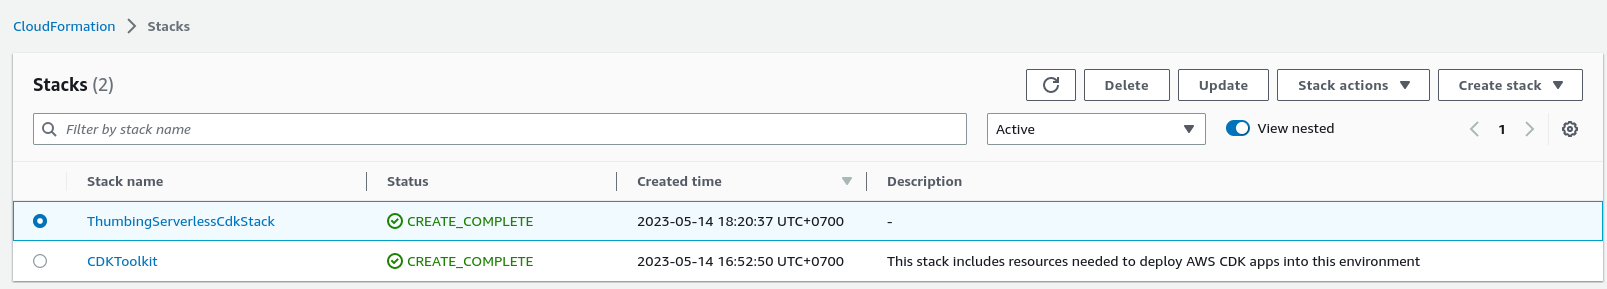 CloudFormation > Stacks
Stacks (2)
Delete
Update
Stack actions
Create stack
Filter by stack name
Active
View nested
1
Stack name Status Created time Description
ThumbingServerlessCdkStack CREATE_COMPLETE 2023-05-14 18:20:37 UTC+0700 -
CDKToolkit CREATE_COMPLETE 2023-05-14 16:52:50 UTC+0700 This stack includes resources needed to deploy AWS CDK apps into this environment